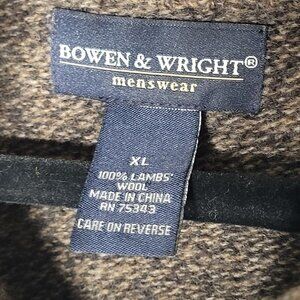 BOWEN & WRIGHT®
menswear
XL
100% LAMBS'
WOOL
MADE IN CHINA
RN 75343
CARE ON REVERSE